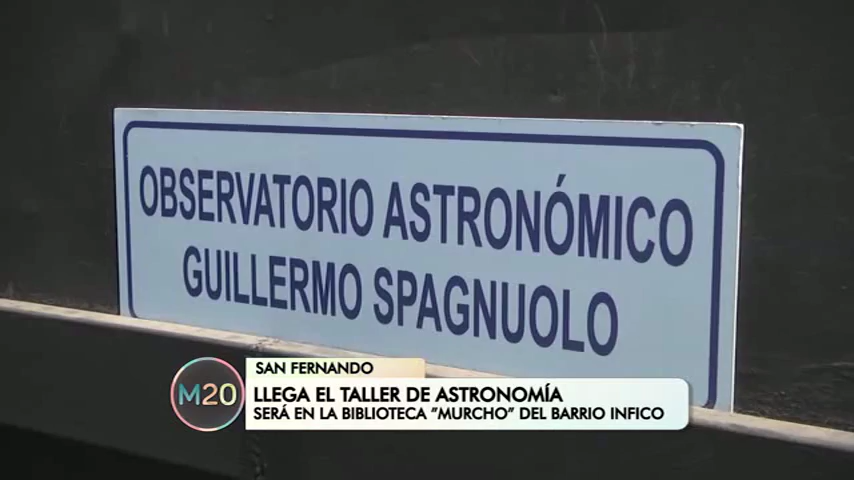 OBSERVATORIO ASTRONÓMICO
GUILLERMO SPAGNUOLO
M20
SAN FERNANDO
LLEGA EL TALLER DE ASTRONOMÍA
SERÁ EN LA BIBLIOTECA "MURCHO" DEL BARRIO INFICO